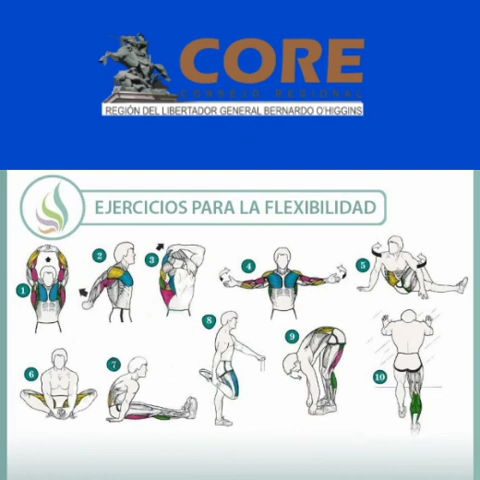 CORE
CONSEJO REGIONAL
REGIÓN DEL LIBERTADOR GENERAL BERNARDO O'HIGGINS
EJERCICIOS PARA LA FLEXIBILIDAD
1
2
3
4
5
6
7
8
9
10